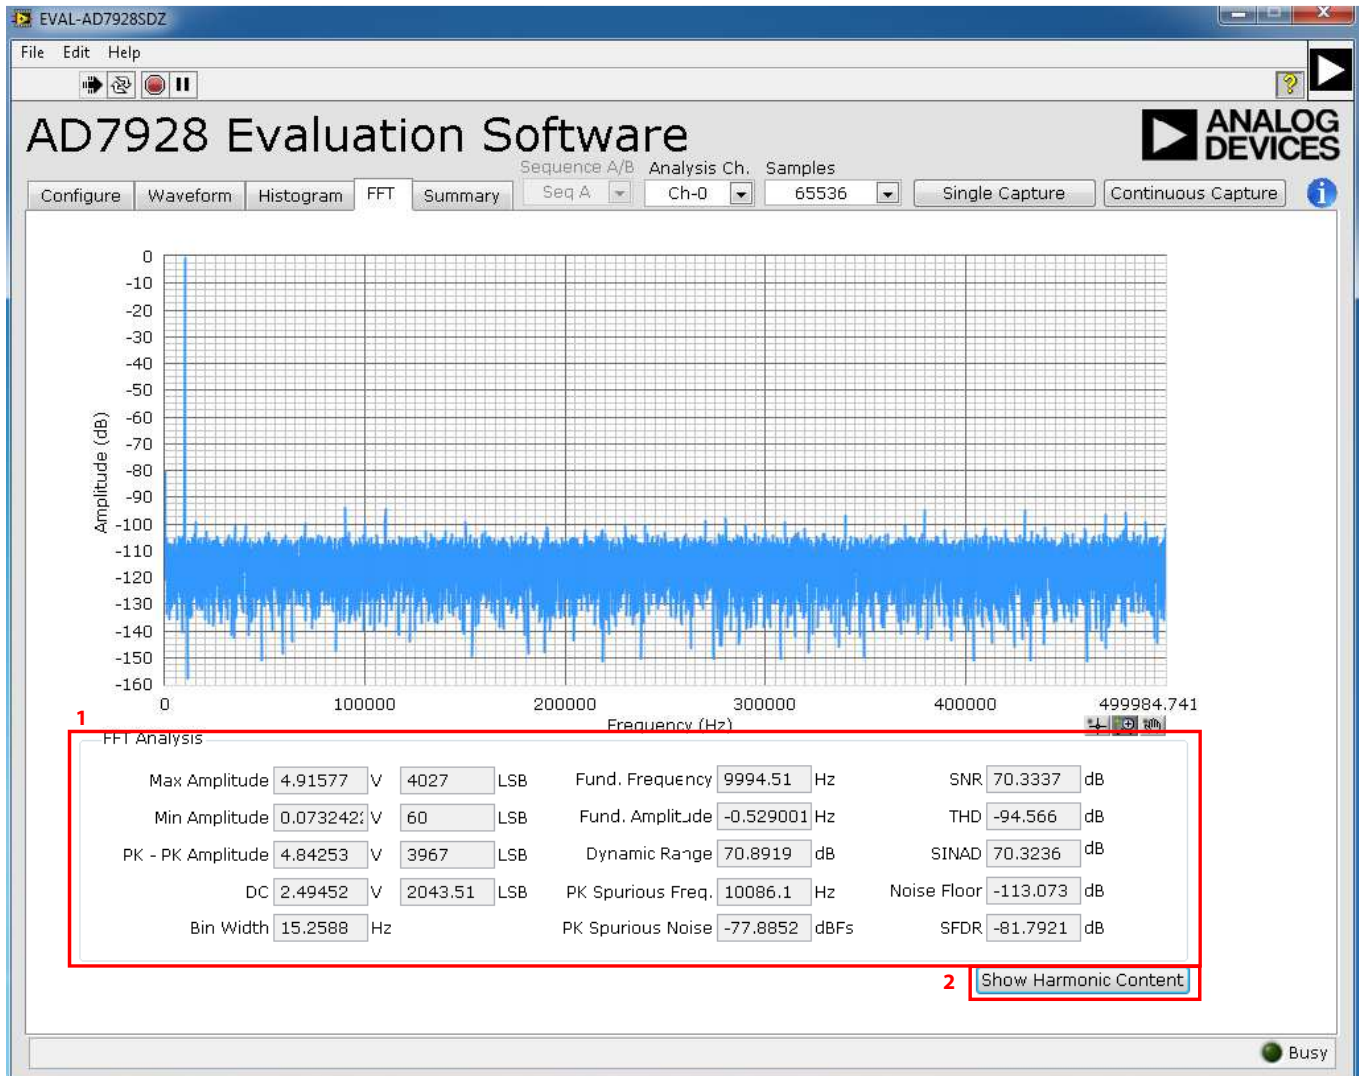 EVAL-AD7928SDZ
File Edit Help
AD7928 Evaluation Software
ANALOG
DEVICES
Sequence A/B Analysis Ch. Samples
Configure Waveform Histogram FFT Summary Seq A Ch-0 65536 Single Capture Continuous Capture
0
-10
-20
-30
-40
-50
-60
-70
-80
-90
-100
-110
-120
-130
-140
-150
-160
Amplitude (dB)
0 100000 200000 300000 400000 499984.741
Frequency (Hz)
1
FFT Analysis
Max Amplitude 4.91577 V 4027 LSB Fund. Frequency 9994.51 Hz SNR 70.3337 dB
Min Amplitude 0.073242 V 60 LSB Fund. Amplitude -0.529001 Hz THD -94.566 dB
PK - PK Amplitude 4.84253 V 3967 LSB Dynamic Range 70.8919 dB SINAD 70.3236 dB
DC 2.49452 V 2043.51 LSB PK Spurious Freq. 10086.1 Hz Noise Floor -113.073 dB
Bin Width 15.2588 Hz PK Spurious Noise -77.8852 dBFs SFDR -81.7921 dB
2 Show Harmonic Content
Busy